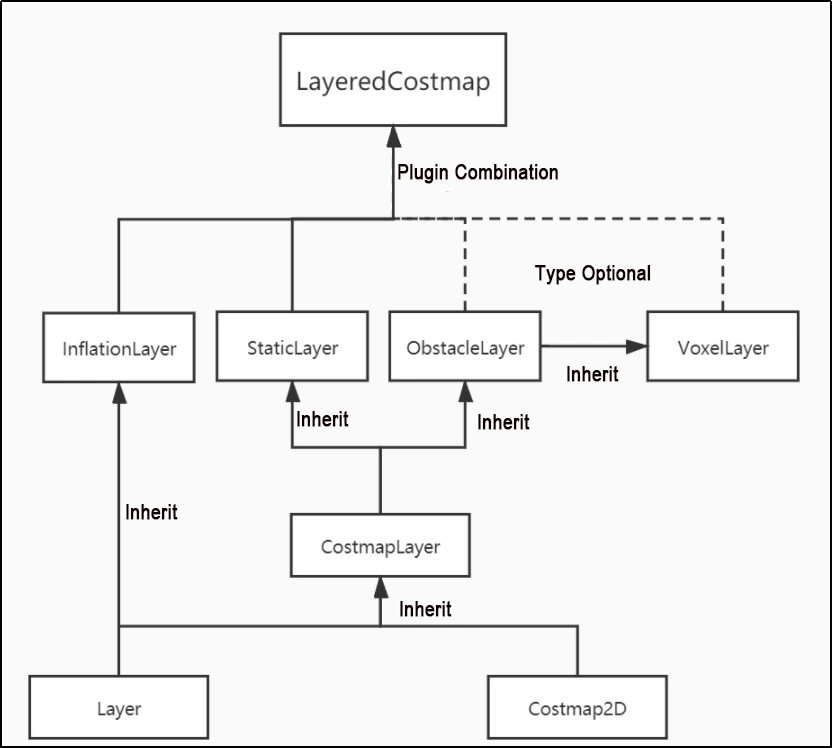 LayeredCostmap
Plugin Combination
Type Optional
InflationLayer
StaticLayer
ObstacleLayer
VoxelLayer
Inherit
Inherit
Inherit
Inherit
CostmapLayer
Inherit
Layer
Costmap2D